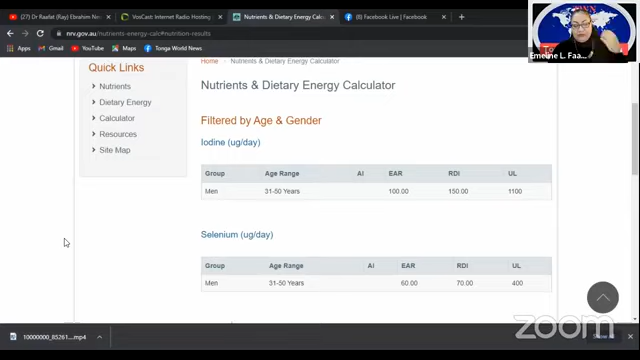 (27) Dr Raafat (Ray) Ebrahim Ne
VosCast: Internet Radio Hosting
Nutrients & Dietary Energy Calcu
(3) Facebook Live | Facebook
nrv.gov.au/nutrients-energy-calc#nutrition-results
Apps
Gmail
YouTube
Maps
Tonga World News
Emeline L. Faa...
Quick Links
Nutrients
Dietary Energy
Calculator
Resources
Site Map
Home
Nutrients & Dietary Energy Calculator
Nutrients & Dietary Energy Calculator
Filtered by Age & Gender
Iodine (ug/day)
Group Age Range AI EAR RDI UL
Men 31-50 Years 100.00 150.00 1100
Selenium (ug/day)
Group Age Range AI EAR RDI UL
Men 31-50 Years 60.00 70.00 400
zoom
10000000_85261....mp4
Show all